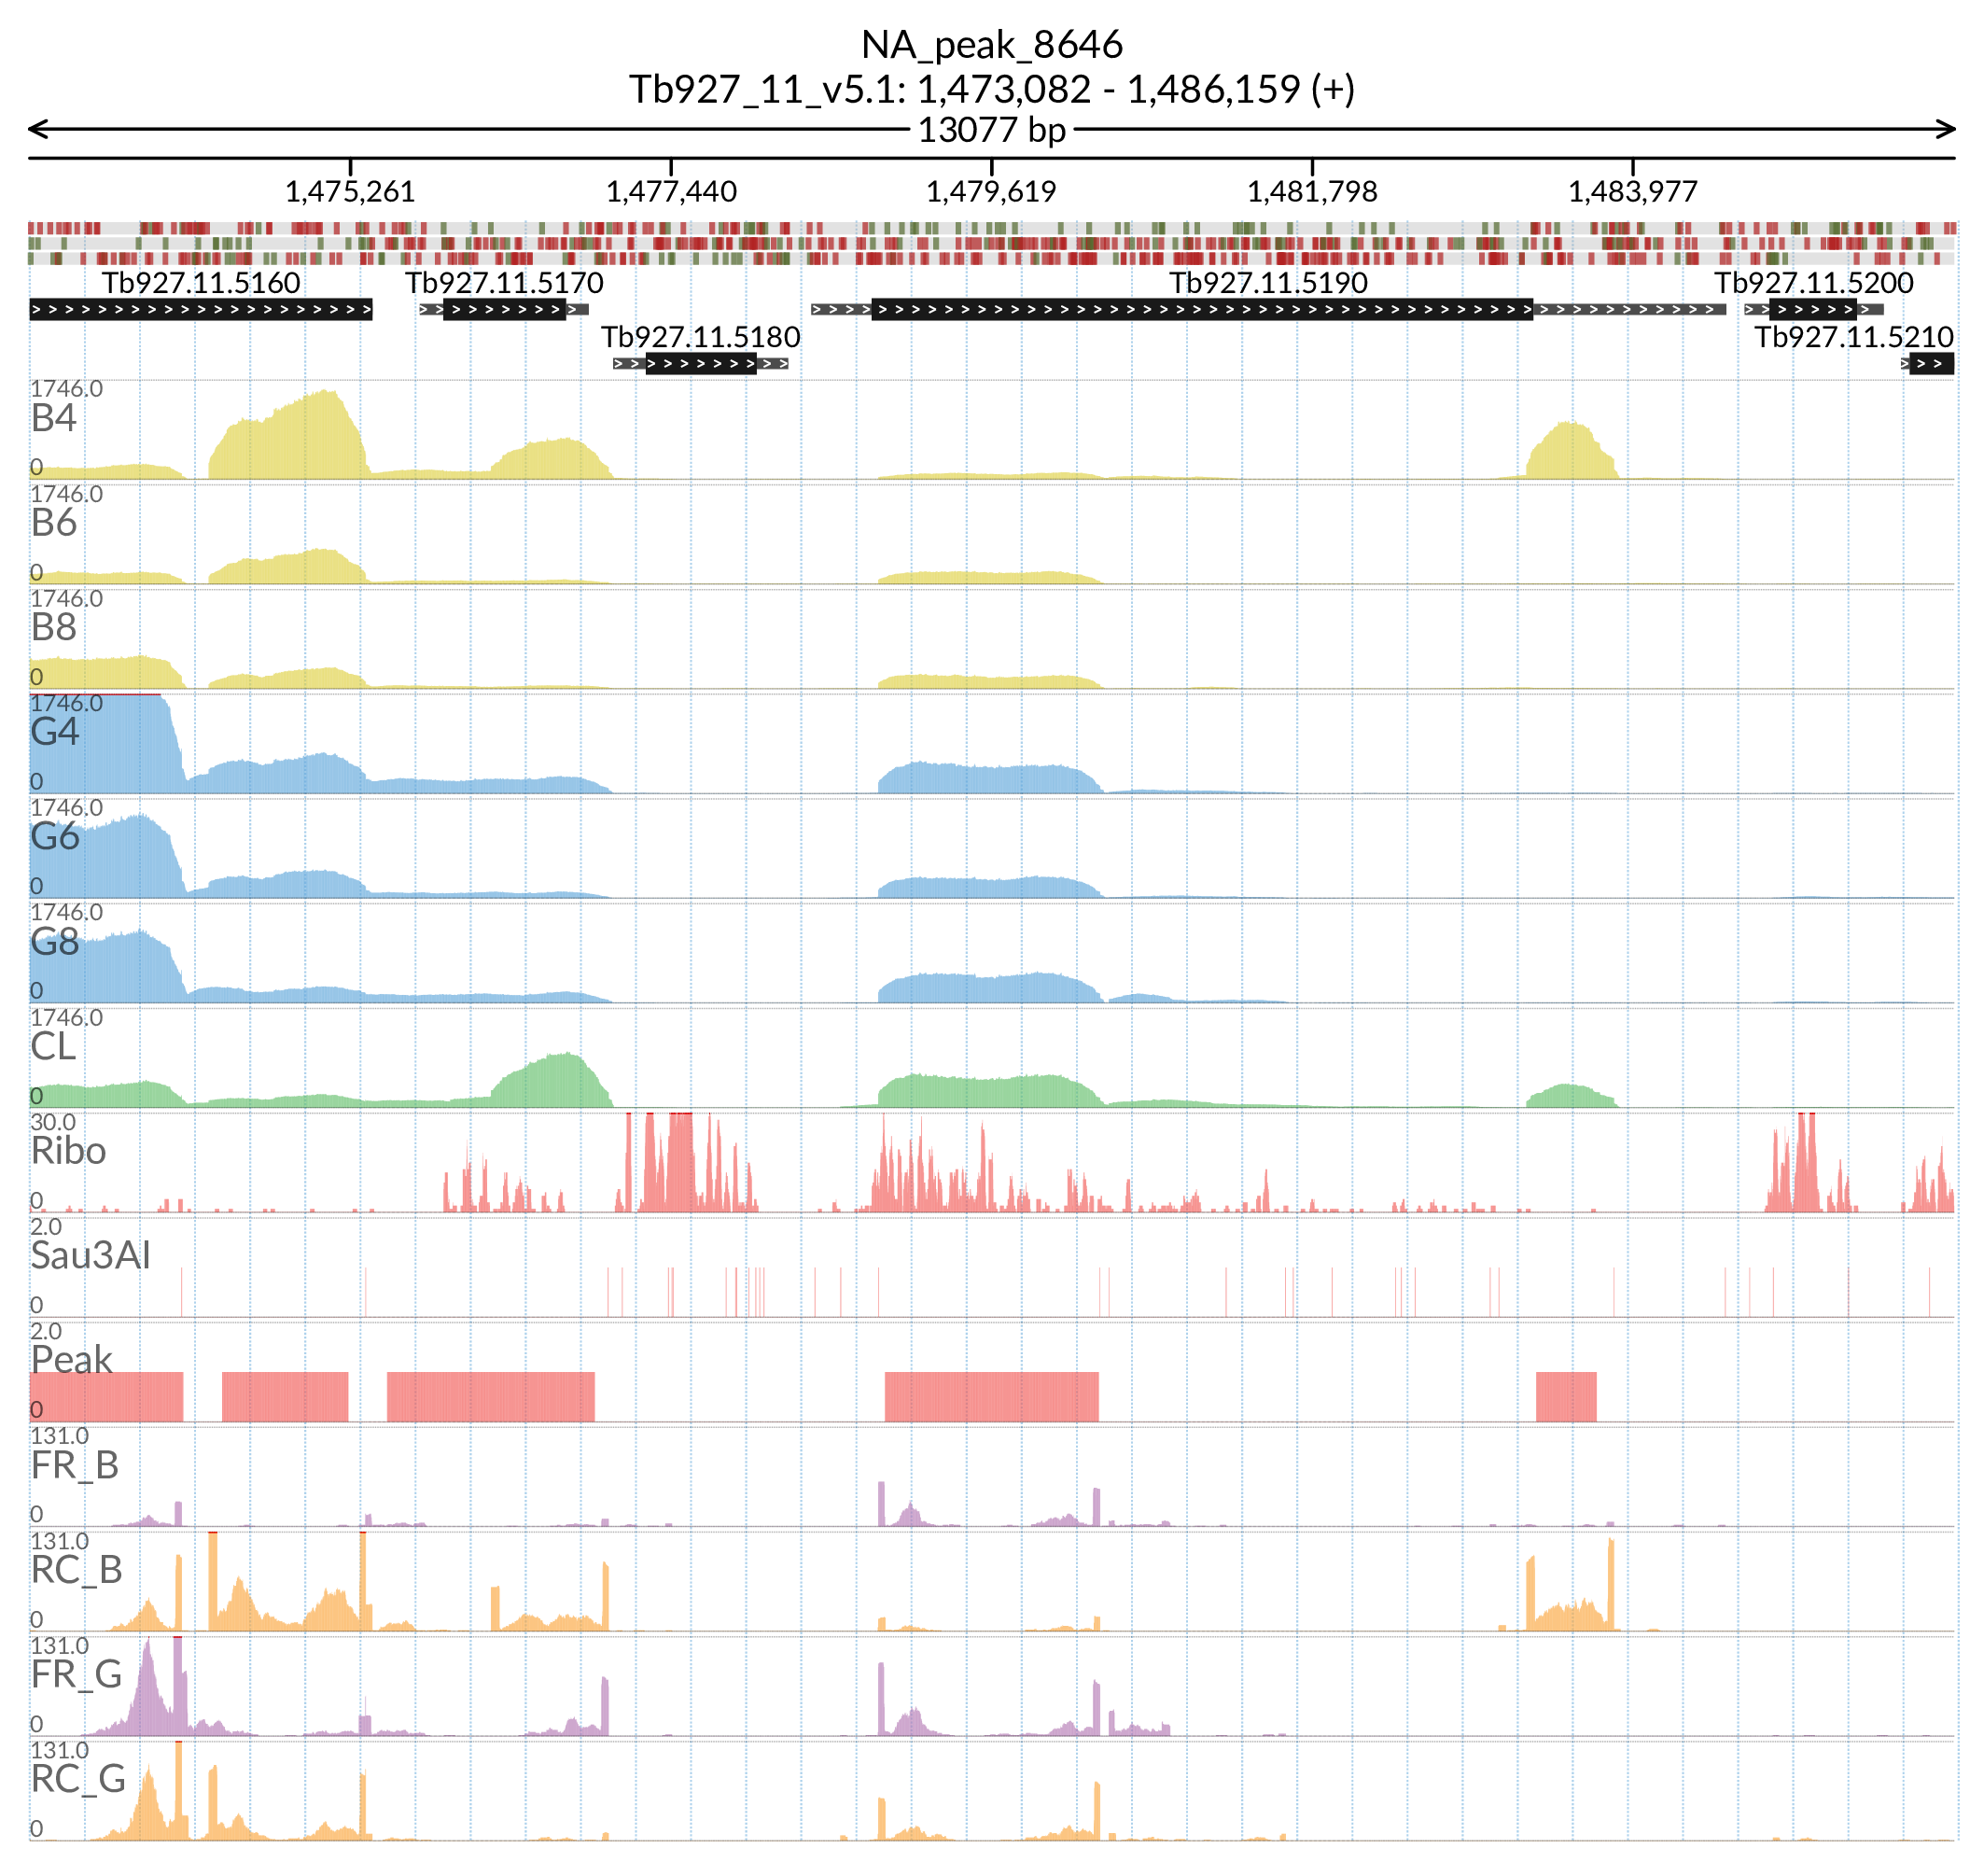 NA_peak_8646
Tb927_11_v5.1: 1,473,082 - 1,486,159 (+)
13077 bp
1,475,261 1,477,440 1,479,619 1,481,798 1,483,977
Tb927.11.5160 Tb927.11.5170 Tb927.11.5190 Tb927.11.5200
Tb927.11.5180 Tb927.11.5210
1746.0
B4
0
1746.0
B6
0
1746.0
B8
0
1746.0
G4
0
1746.0
G6
0
1746.0
G8
0
1746.0
CL
0
30.0
Ribo
0
2.0
Sau3AI
0
2.0
Peak
0
131.0
FR_B
0
131.0
RC_B
0
131.0
FR_G
0
131.0
RC_G
0